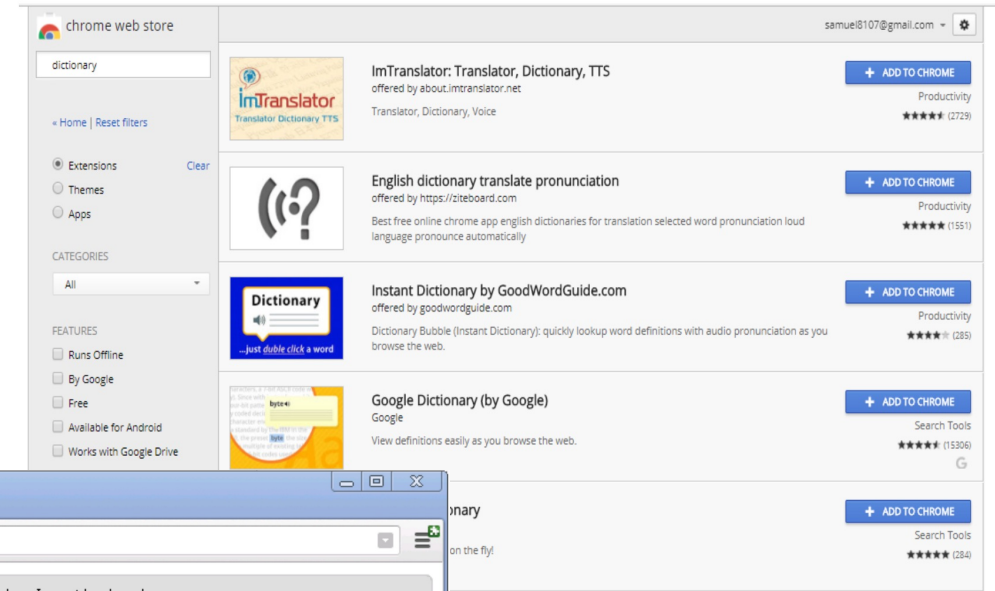 chrome web store
samuel8107@gmail.com
dictionary
« Home | Reset filters
Extensions
Clear
Themes
Apps
CATEGORIES
All
FEATURES
Runs Offline
By Google
Free
Available for Android
Works with Google Drive
ImTranslator
Translator Dictionary TTS
ImTranslator: Translator, Dictionary, TTS
offered by about.imtranslator.net
Translator, Dictionary, Voice
+ ADD TO CHROME
Productivity
(2729)
English dictionary translate pronunciation
offered by https://ziteboard.com
Best free online chrome app english dictionaries for translation selected word pronunciation loud
language pronounce automatically
+ ADD TO CHROME
Productivity
(1551)
Dictionary
...just duble click a word
Instant Dictionary by GoodWordGuide.com
offered by goodwordguide.com
Dictionary Bubble (Instant Dictionary): quickly lookup word definitions with audio pronunciation as you
browse the web.
+ ADD TO CHROME
Productivity
(285)
byte
byte
Aa
Google Dictionary (by Google)
Google
View definitions easily as you browse the web.
+ ADD TO CHROME
Search Tools
(15306)
G
onary
on the fly!
+ ADD TO CHROME
Search Tools
(284)